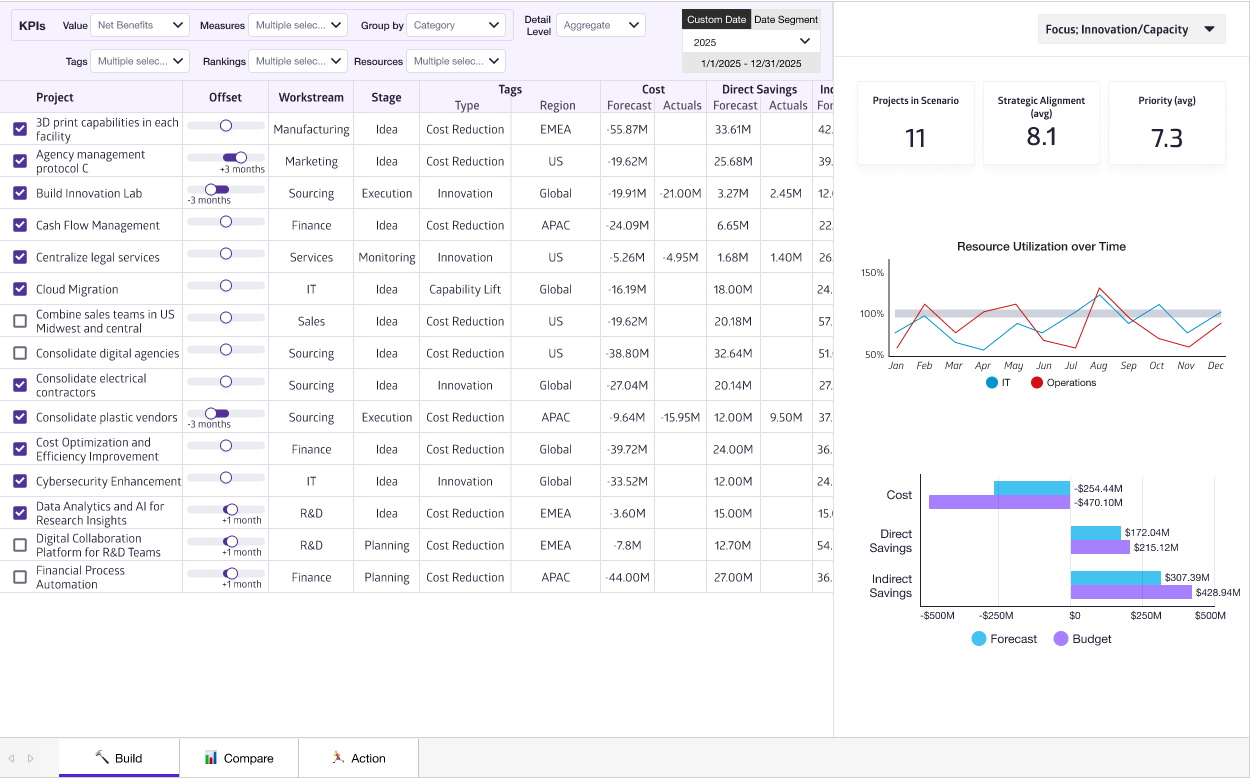 KPIs Value Net Benefits Measures Multiple selec... Group by Category Detail Level Aggregate Custom Date Date Segment
2025
Tags Multiple selec... Rankings Multiple selec... Resources Multiple selec... 1/1/2025 - 12/31/2025
Focus; Innovation/Capacity
Project Offset Workstream Stage Tags Cost Direct Savings
Type Region Forecast Actuals Forecast Actuals
3D print capabilities in each facility Manufacturing Idea Cost Reduction EMEA -55.87M 33.61M 42.
Agency management protocol C +3 months Marketing Idea Cost Reduction US -19.62M 25.68M 39.
Build Innovation Lab -3 months Sourcing Execution Innovation Global -19.91M -21.00M 3.27M 2.45M 12.
Cash Flow Management Finance Idea Cost Reduction APAC -24.09M 6.65M 22.
Centralize legal services Services Monitoring Innovation US -5.26M -4.95M 1.68M 1.40M 26.
Cloud Migration IT Idea Capability Lift Global -16.19M 18.00M 24.
Combine sales teams in US Midwest and central Sales Idea Cost Reduction US -19.62M 20.18M 57.
Consolidate digital agencies Sourcing Idea Cost Reduction US -38.80M 32.64M 51.
Consolidate electrical contractors Sourcing Idea Innovation Global -27.04M 20.14M 27.
Consolidate plastic vendors -3 months Sourcing Execution Cost Reduction APAC -9.64M -15.95M 12.00M 9.50M 37.
Cost Optimization and Efficiency Improvement Finance Idea Cost Reduction Global -39.72M 24.00M 36.
Cybersecurity Enhancement IT Idea Innovation Global -33.52M 12.00M 24.
Data Analytics and AI for Research Insights +1 month R&D Idea Cost Reduction EMEA -3.60M 15.00M 15.
Digital Collaboration Platform for R&D Teams +1 month R&D Planning Cost Reduction EMEA -7.8M 12.70M 54.
Financial Process Automation +1 month Finance Planning Cost Reduction APAC -44.00M 27.00M 36.
Projects in Scenario
11
Strategic Alignment
(avg)
8.1
Priority (avg)
7.3
Resource Utilization over Time
150%
100%
50%
Jan Feb Mar Apr May Jun Jul Aug Sep Oct Nov Dec
IT Operations
Cost -$254.44M
-$470.10M
Direct Savings $172.04M
$215.12M
Indirect Savings $307.39M
$428.94M
-$500M -$250M $0 $250M $500M
Forecast Budget
Build Compare Action